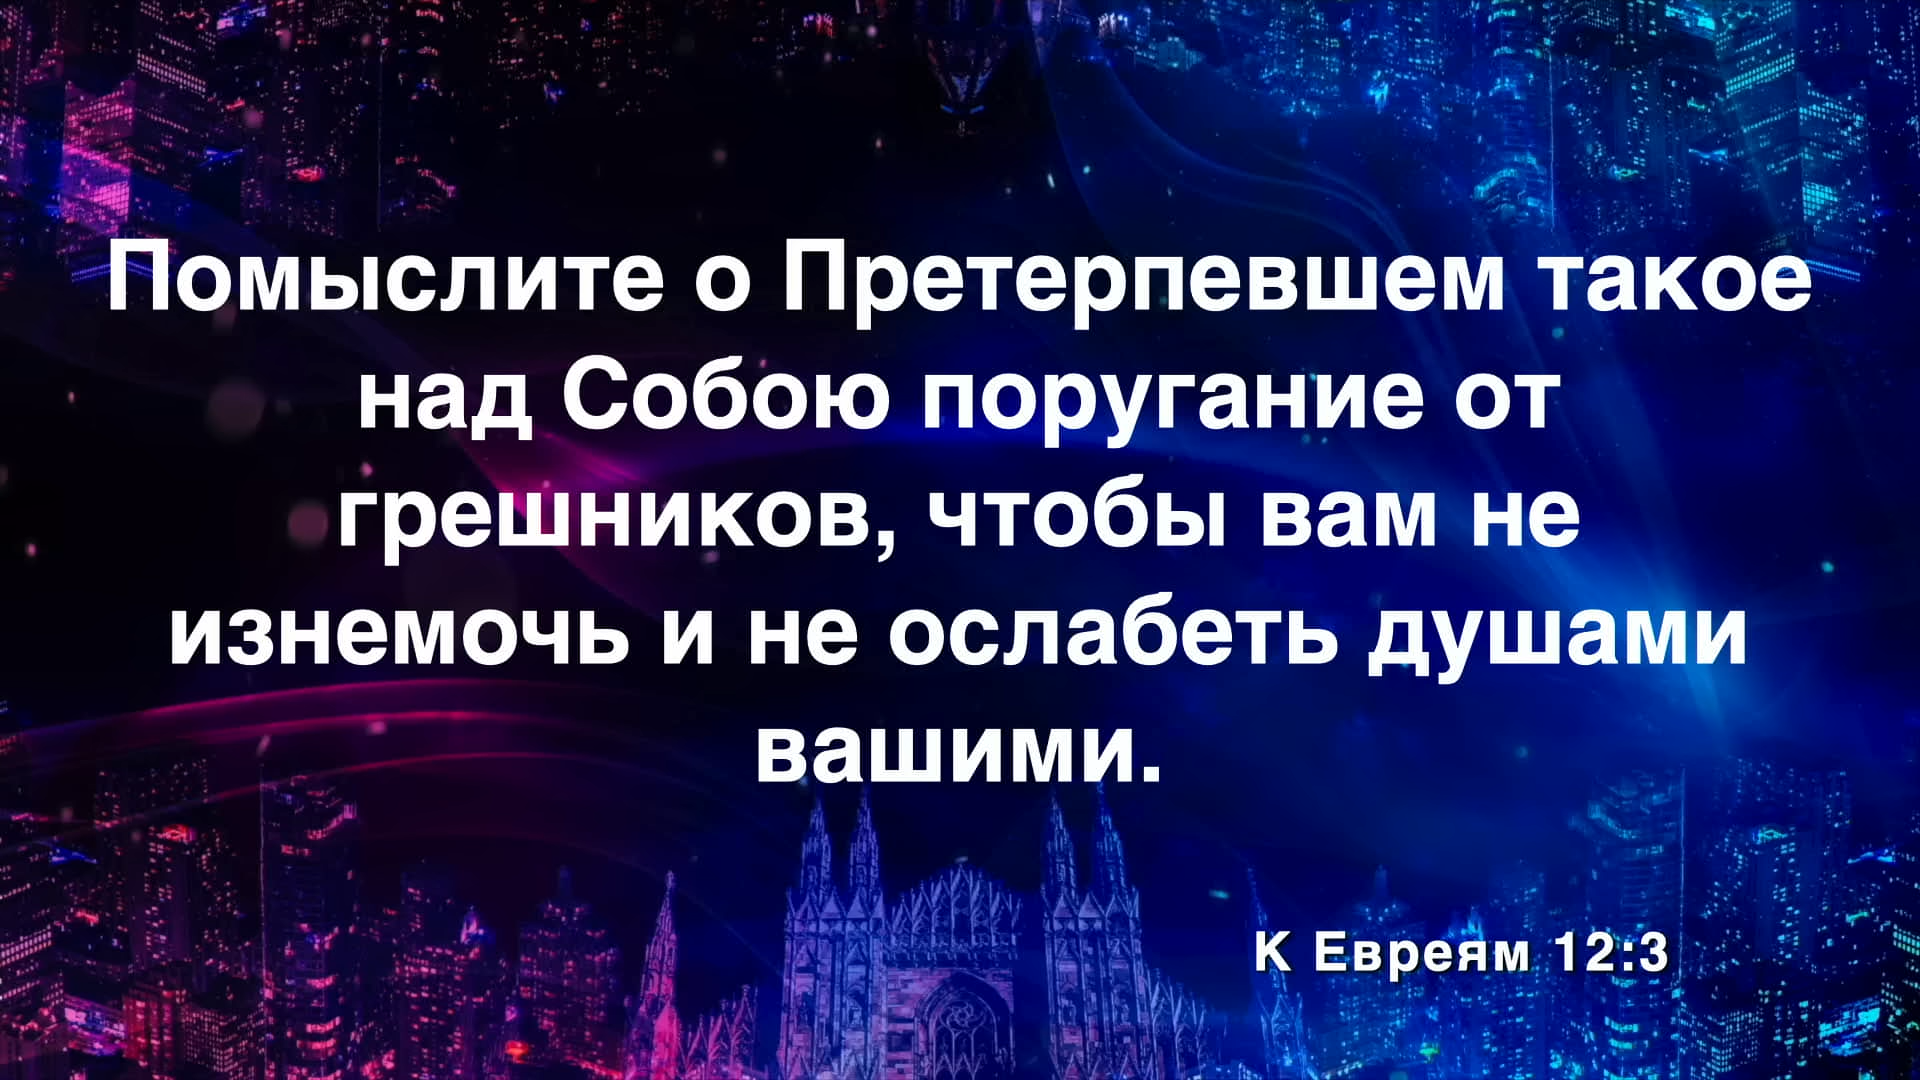 Помыслите о Претерпевшем такое
над Собою поругание от
грешников, чтобы вам не
изнемочь и не ослабеть душами
вашими.
К Евреям 12:3